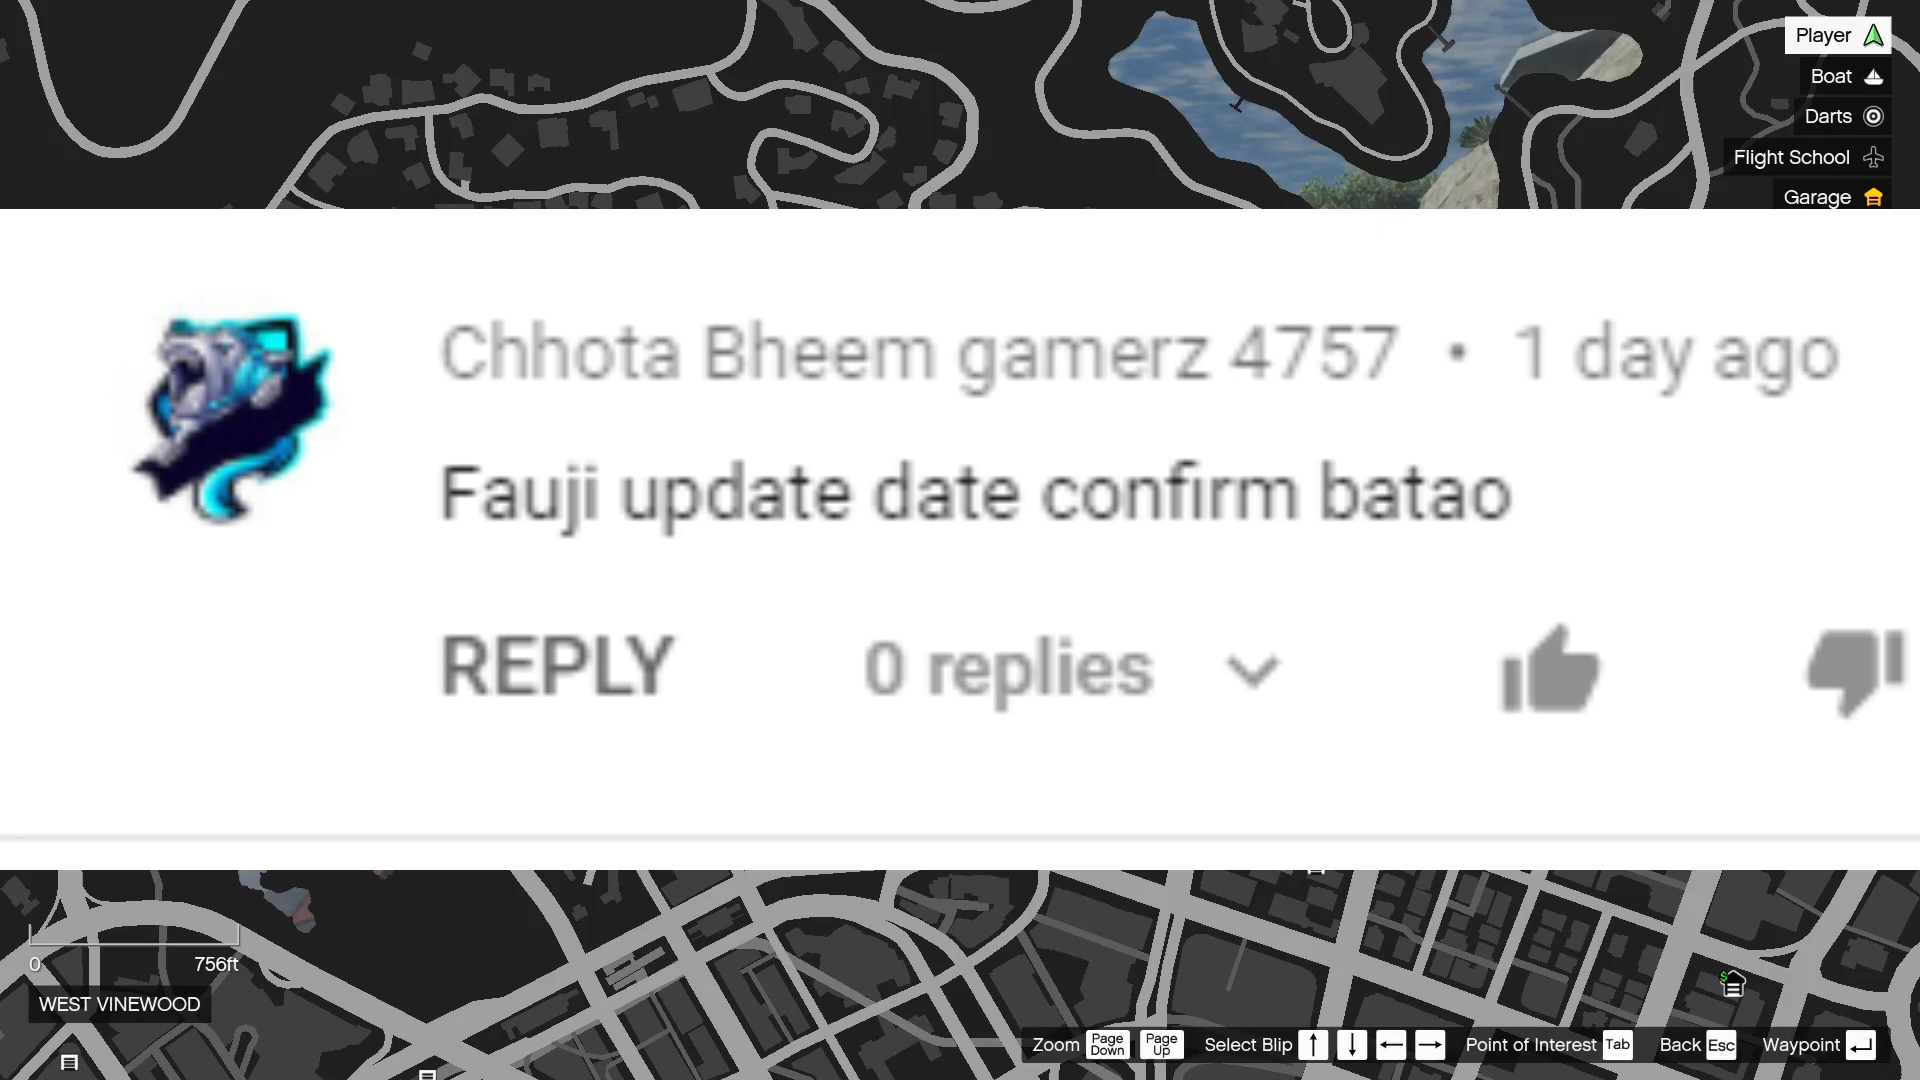 Player
Boat
Darts
Flight School
Garage
Chhota Bheem gamerz 4757 • 1 day ago
Fauji update date confirm batao
REPLY 0 replies
0 756ft
WEST VINEWOOD
Zoom Page Down Page Up Select Blip ↑ ↓ ← → Point of Interest Tab Back Esc Waypoint